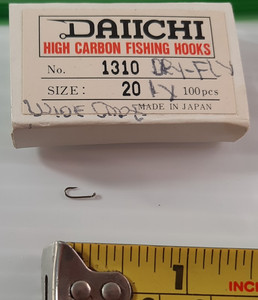 DAIICHI
HIGH CARBON FISHING HOOKS
No. 1310 DRY-FLY
SIZE: 20 1X 100pcs
WIDE GAPE MADE IN JAPAN
1
INC